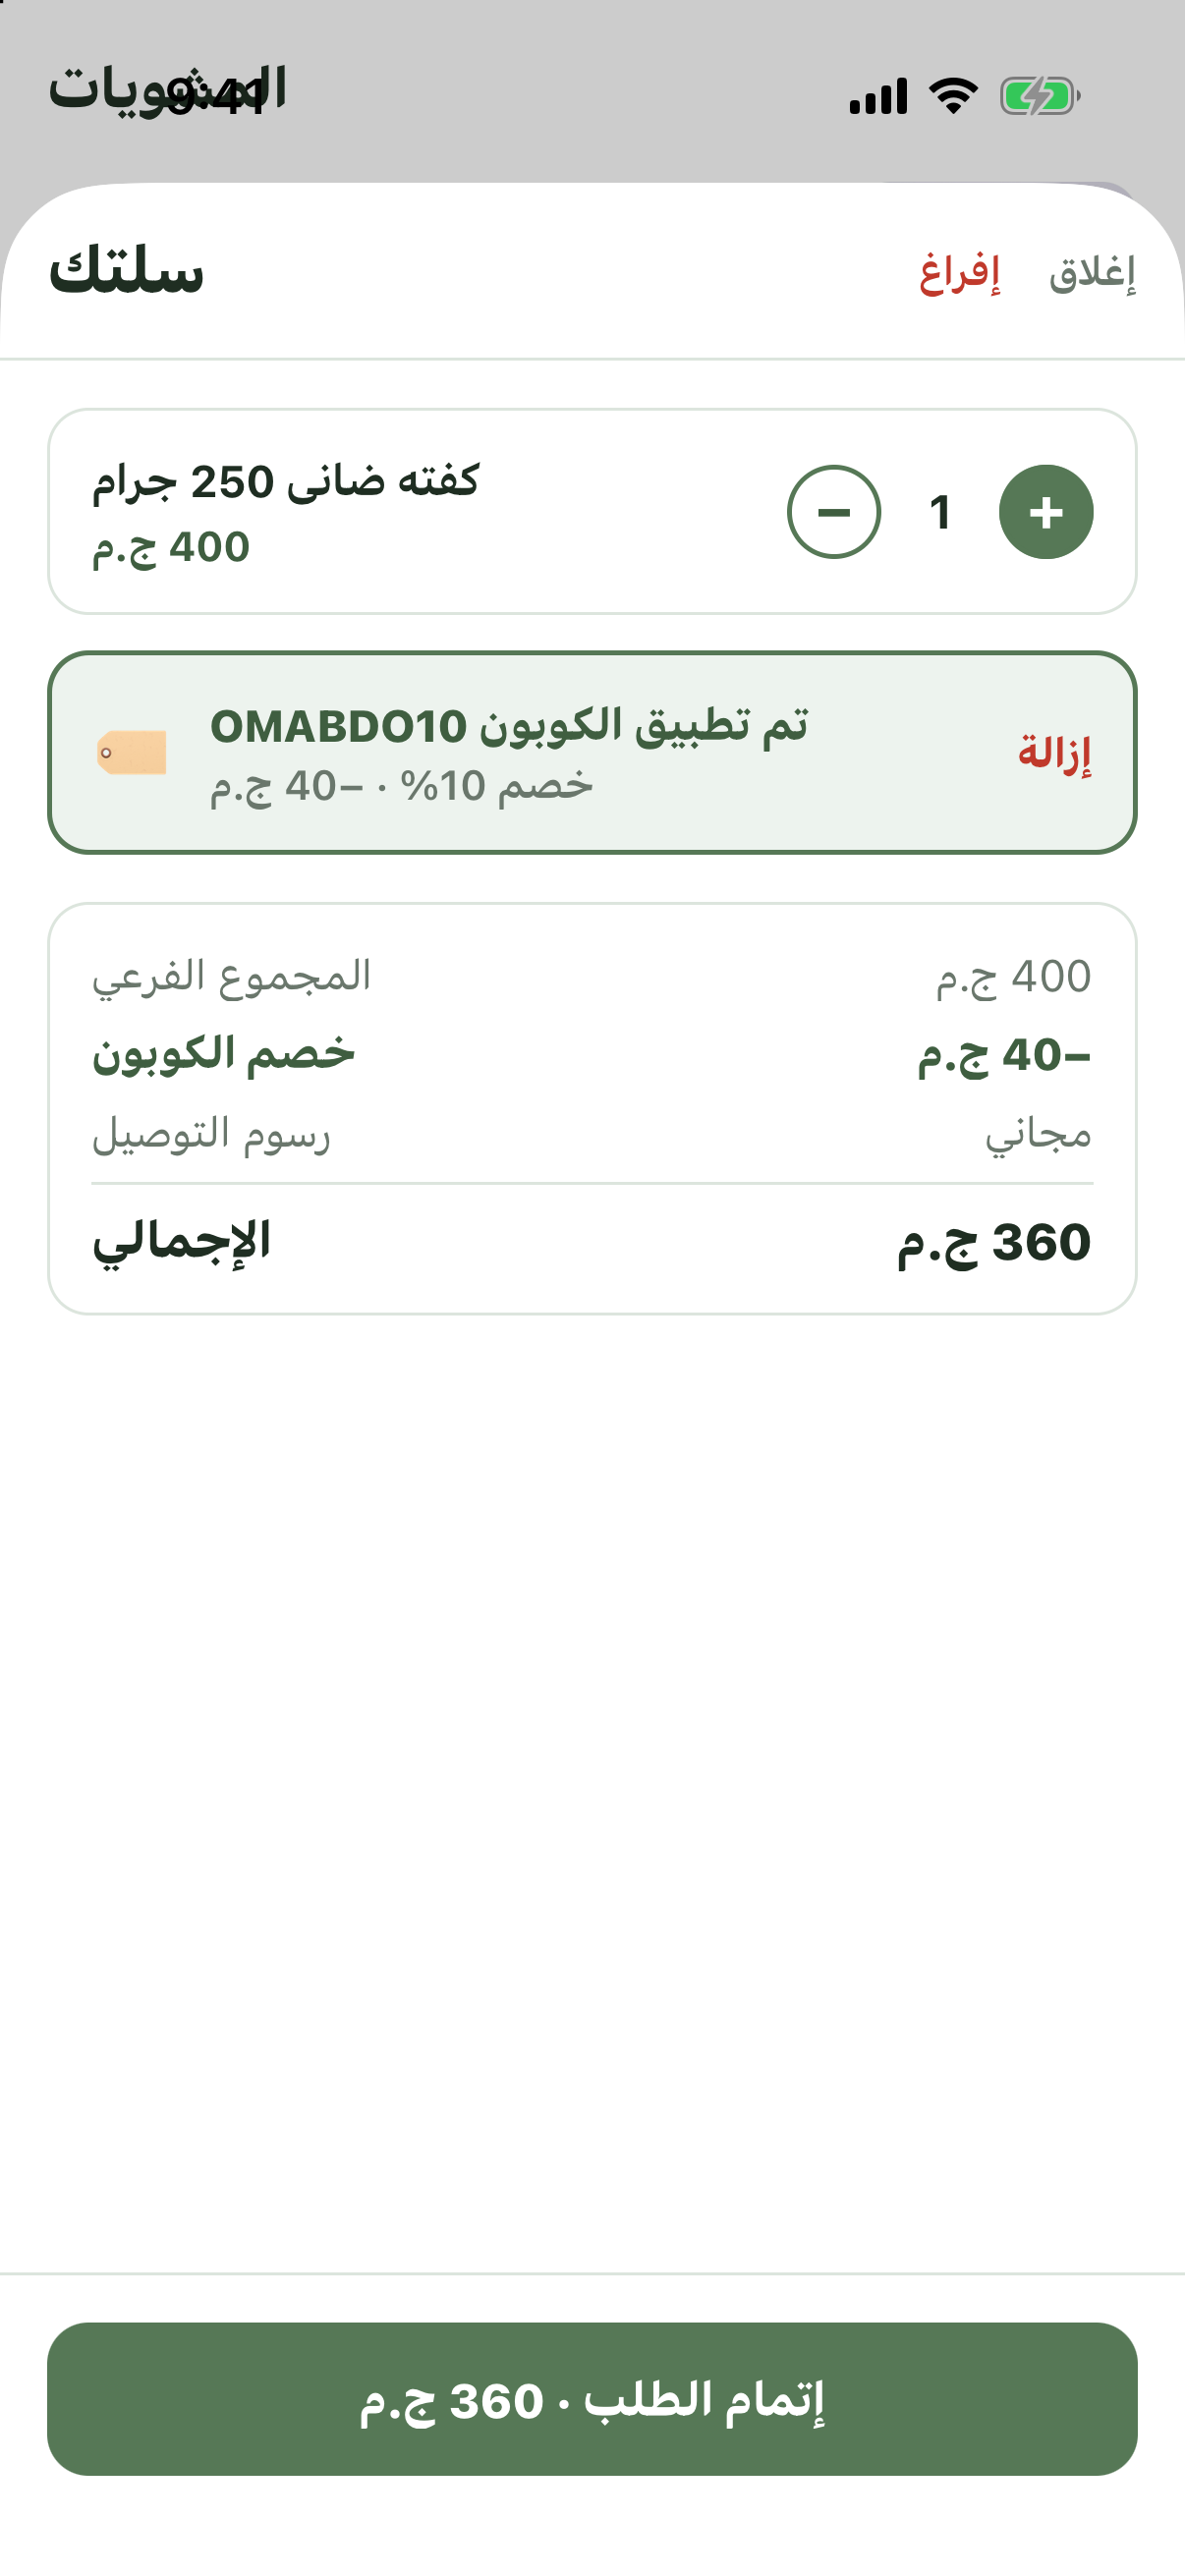 المشويات
9:41
سلتك
إفراغ
إغلاق
كفته ضانى 250 جرام
400 ج.م
− 1 +
تم تطبيق الكوبون OMABDO10
خصم 10% · −40 ج.م
إزالة
المجموع الفرعي 400 ج.م
خصم الكوبون −40 ج.م
رسوم التوصيل مجاني
الإجمالي 360 ج.م
إتمام الطلب · 360 ج.م